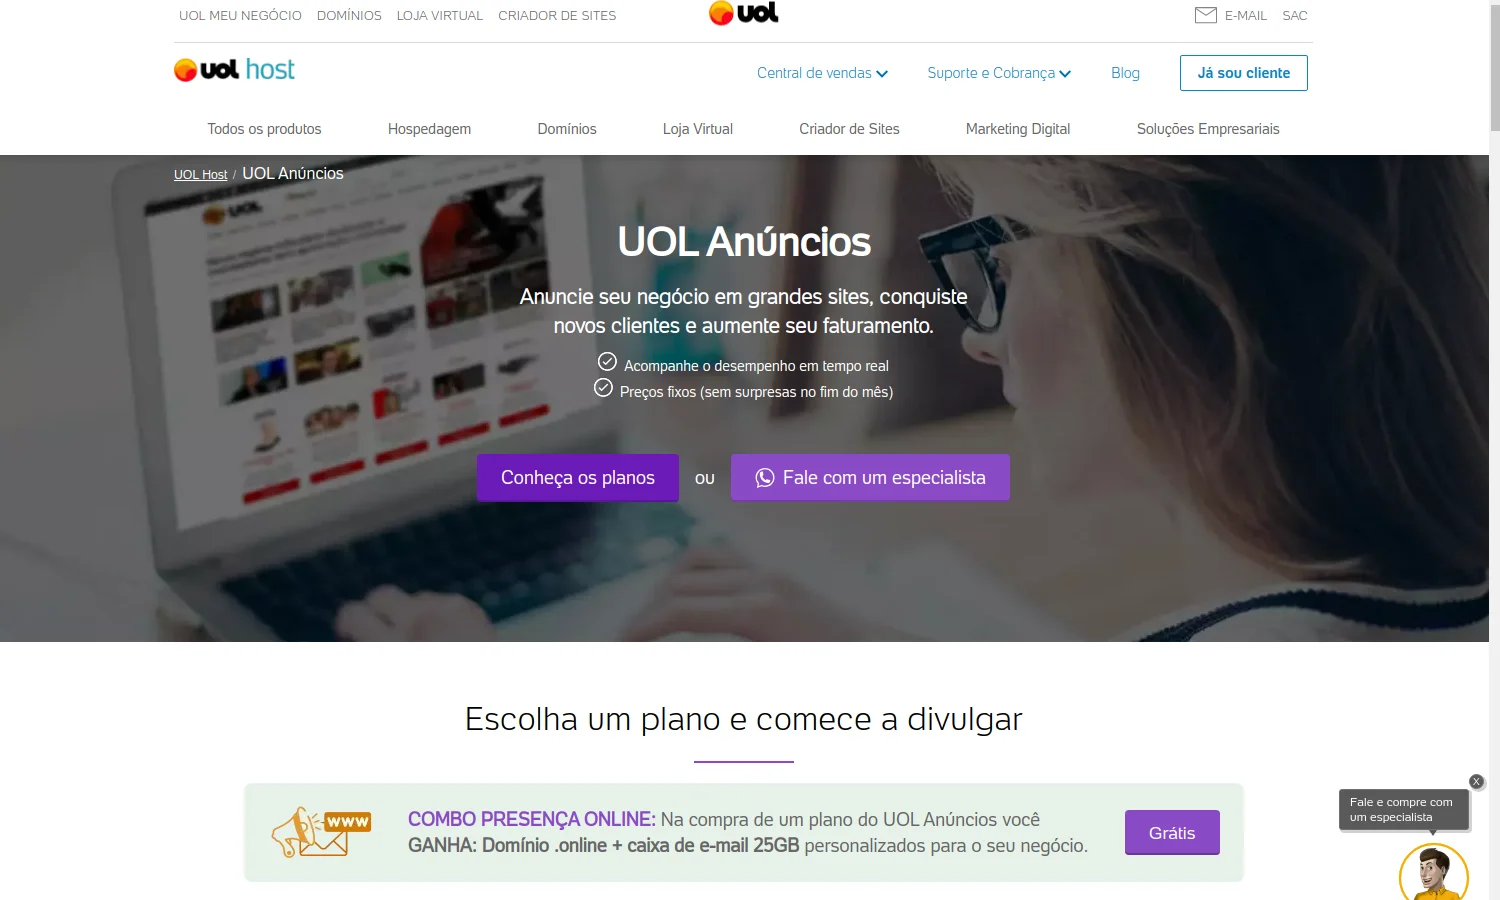 UOL MEU NEGÓCIO DOMÍNIOS LOJA VIRTUAL CRIADOR DE SITES
uol
E-MAIL SAC
uol host
Central de vendas Suporte e Cobrança Blog Já sou cliente
Todos os produtos Hospedagem Domínios Loja Virtual Criador de Sites Marketing Digital Soluções Empresariais
UOL Host / UOL Anúncios
UOL
UOL Anúncios
Anuncie seu negócio em grandes sites, conquiste
novos clientes e aumente seu faturamento.
Acompanhe o desempenho em tempo real
Preços fixos (sem surpresas no fim do mês)
Conheça os planos ou Fale com um especialista
Escolha um plano e comece a divulgar
WWW
COMBO PRESENÇA ONLINE: Na compra de um plano do UOL Anúncios você
GANHA: Domínio .online + caixa de e-mail 25GB personalizados para o seu negócio.
Grátis
X
Fale e compre com
um especialista